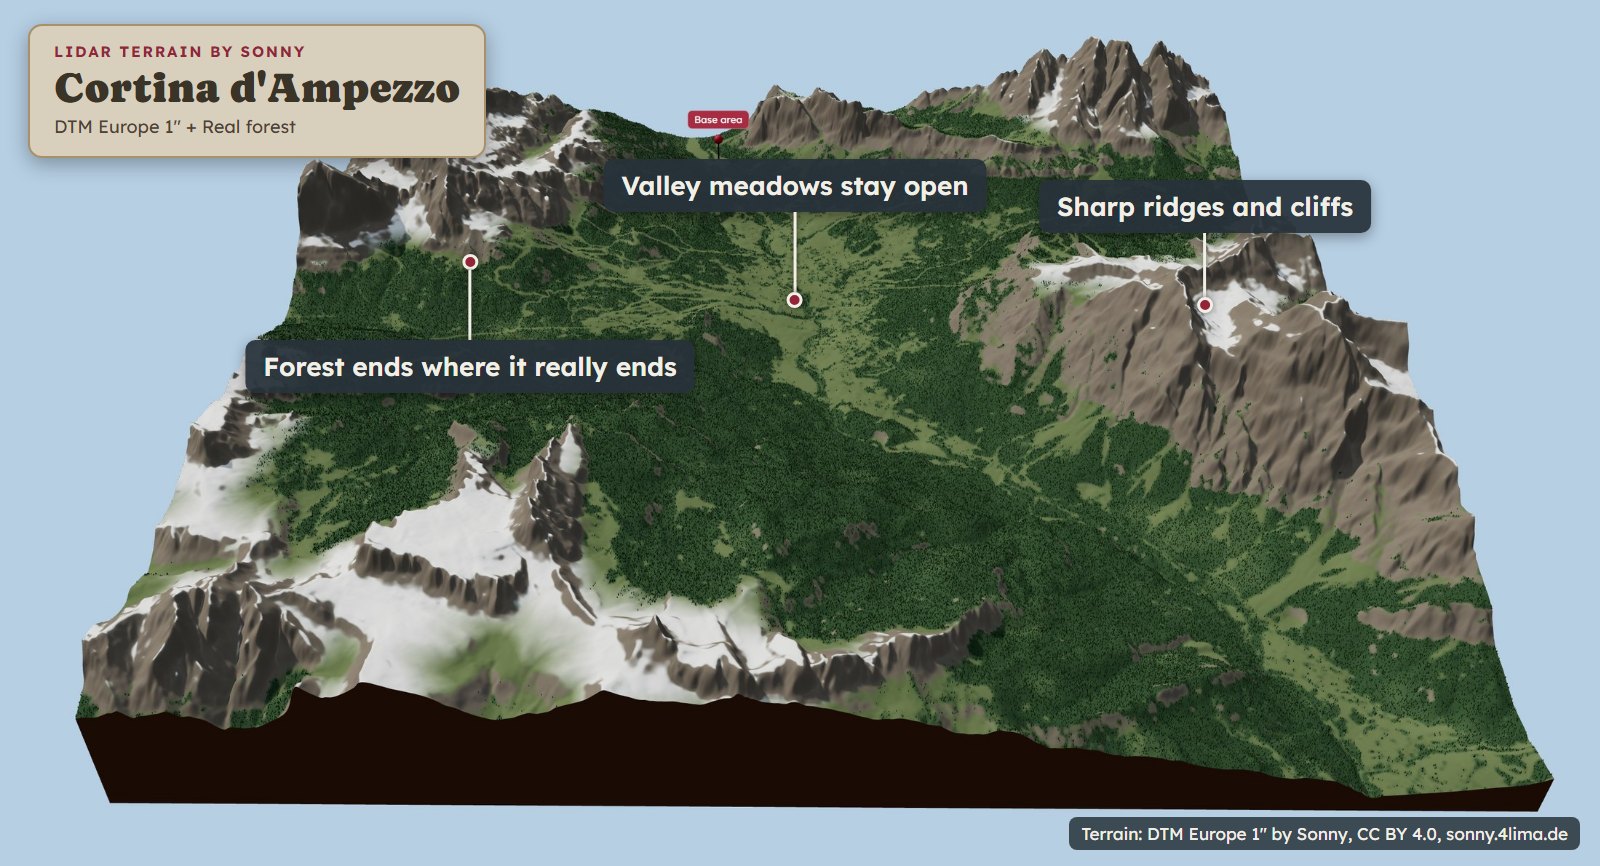 LIDAR TERRAIN BY SONNY
Cortina d'Ampezzo
DTM Europe 1″ + Real forest
Base area
Valley meadows stay open
Sharp ridges and cliffs
Forest ends where it really ends
Terrain: DTM Europe 1″ by Sonny, CC BY 4.0, sonny.4lima.de